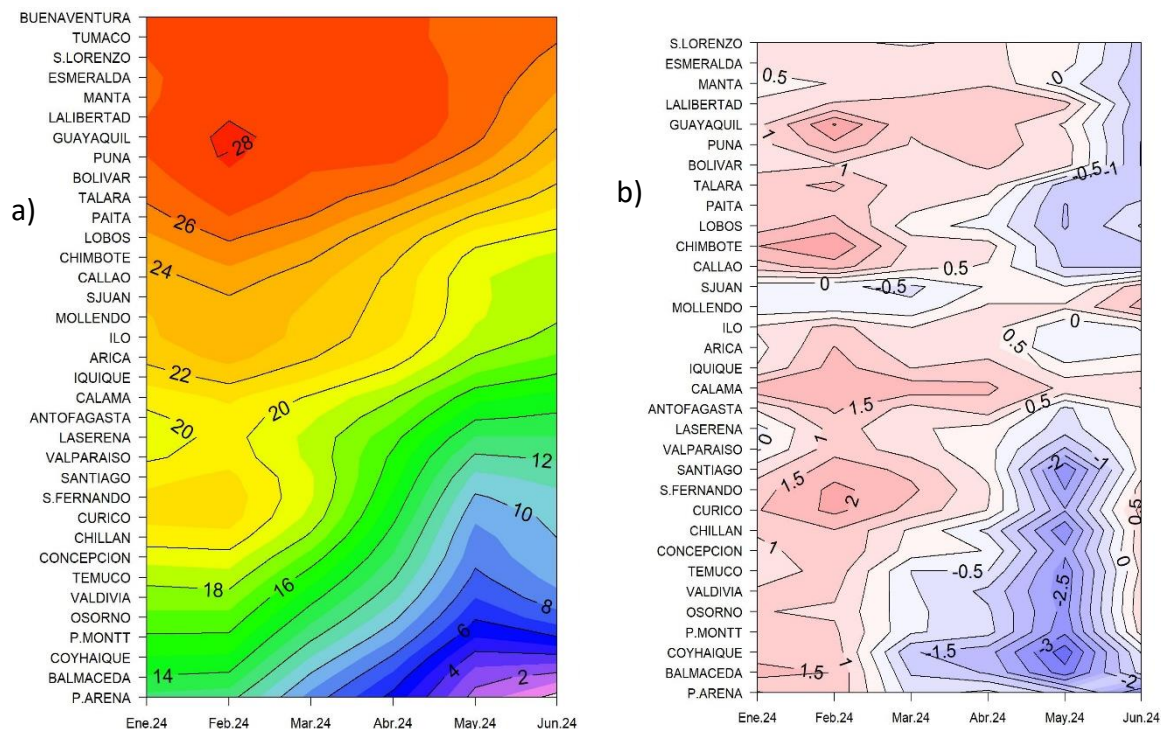 a)
BUENAVENTURA
TUMACO
S.LORENZO
ESMERALDA
MANTA
LALIBERTAD
GUAYAQUIL
PUNA
BOLIVAR
TALARA
PAITA
LOBOS
CHIMBOTE
CALLAO
SJUAN
MOLLENDO
ILO
ARICA
IQUIQUE
CALAMA
ANTOFAGASTA
LASERENA
VALPARAISO
SANTIAGO
S.FERNANDO
CURICO
CHILLAN
CONCEPCION
TEMUCO
VALDIVIA
OSORNO
P.MONTT
COYHAIQUE
BALMACEDA
P.ARENA
28
26
24
22
20
20
18
16
14
12
10
8
6
4
2
Ene.24 Feb.24 Mar.24 Abr.24 May.24 Jun.24
b)
S.LORENZO
ESMERALDA
MANTA
LALIBERTAD
GUAYAQUIL
PUNA
BOLIVAR
TALARA
PAITA
LOBOS
CHIMBOTE
CALLAO
SJUAN
MOLLENDO
ILO
ARICA
IQUIQUE
CALAMA
ANTOFAGASTA
LASERENA
VALPARAISO
SANTIAGO
S.FERNANDO
CURICO
CHILLAN
CONCEPCION
TEMUCO
VALDIVIA
OSORNO
P.MONTT
COYHAIQUE
BALMACEDA
P.ARENA
0.5
0
1
1
-0.5
-1
0.5
0
-0.5
0
0.5
1.5
0.5
0
1
-2
-1
1.5
2
0.5
1
0
-0.5
-2.5
-1.5
-3
1
1.5
-2
Ene.24 Feb.24 Mar.24 Abr.24 May.24 Jun.24